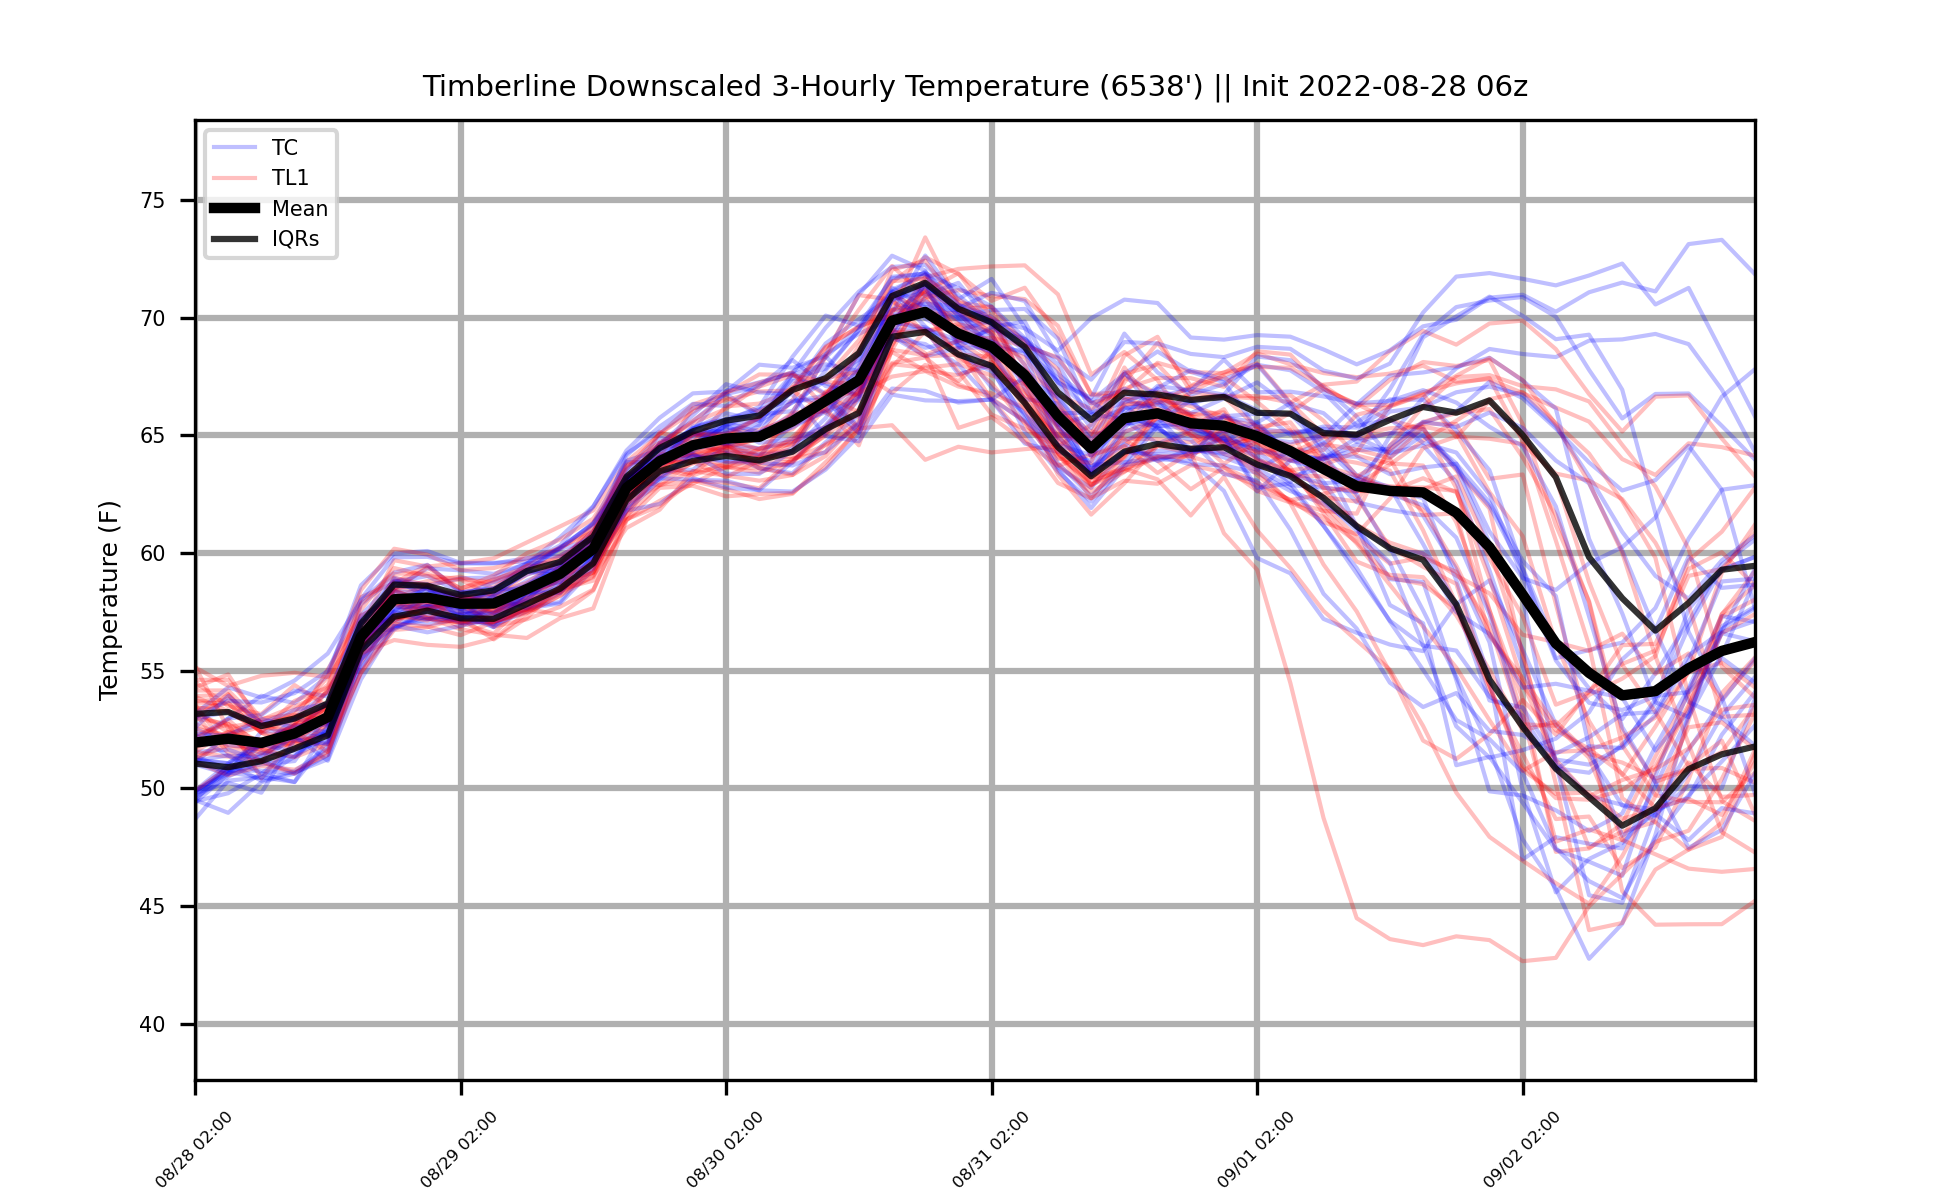 Timberline Downscaled 3-Hourly Temperature (6538') || Init 2022-08-28 06z
TC
TL1
Mean
IQRs
Temperature (F)
75
70
65
60
55
50
45
40
08/28 02:00
08/29 02:00
08/30 02:00
08/31 02:00
09/01 02:00
09/02 02:00